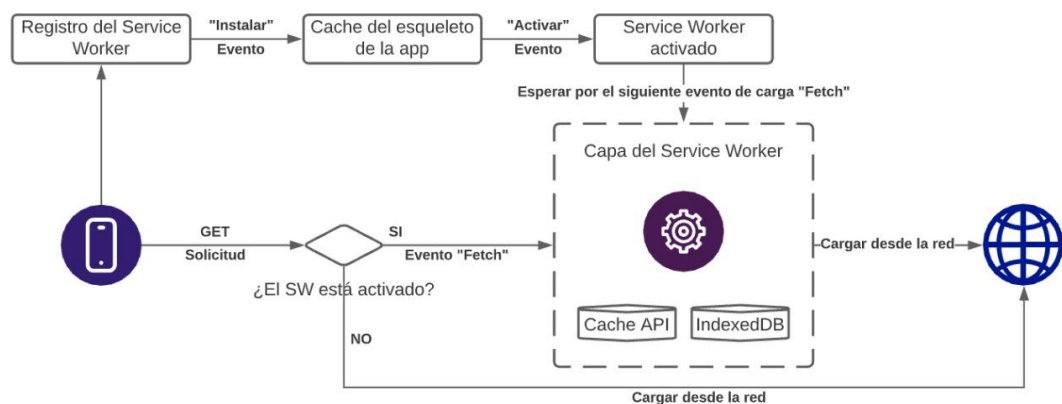 Registro del Service
Worker
"Instalar"
Evento
Cache del esqueleto
de la app
"Activar"
Evento
Service Worker
activado
Esperar por el siguiente evento de carga "Fetch"
Capa del Service Worker
GET
Solicitud
SI
Evento "Fetch"
¿El SW está activado?
Cargar desde la red
Cache API
IndexedDB
NO
Cargar desde la red